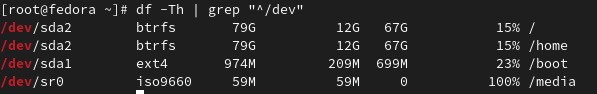 [root@fedora ~]# df -Th | grep "^/dev"
/dev/sda2 btrfs 79G 12G 67G 15% /
/dev/sda2 btrfs 79G 12G 67G 15% /home
/dev/sda1 ext4 974M 209M 699M 23% /boot
/dev/sr0 iso9660 59M 59M 0 100% /media